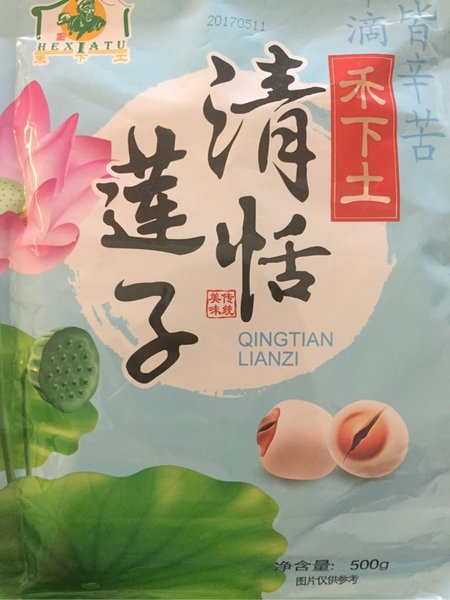 20170511
HEXIATU
禾下土
皆辛苦
滴
禾下土
清恬
莲子
传统
美味
QINGTIAN
LIANZI
净含量: 500g
图片仅供参考